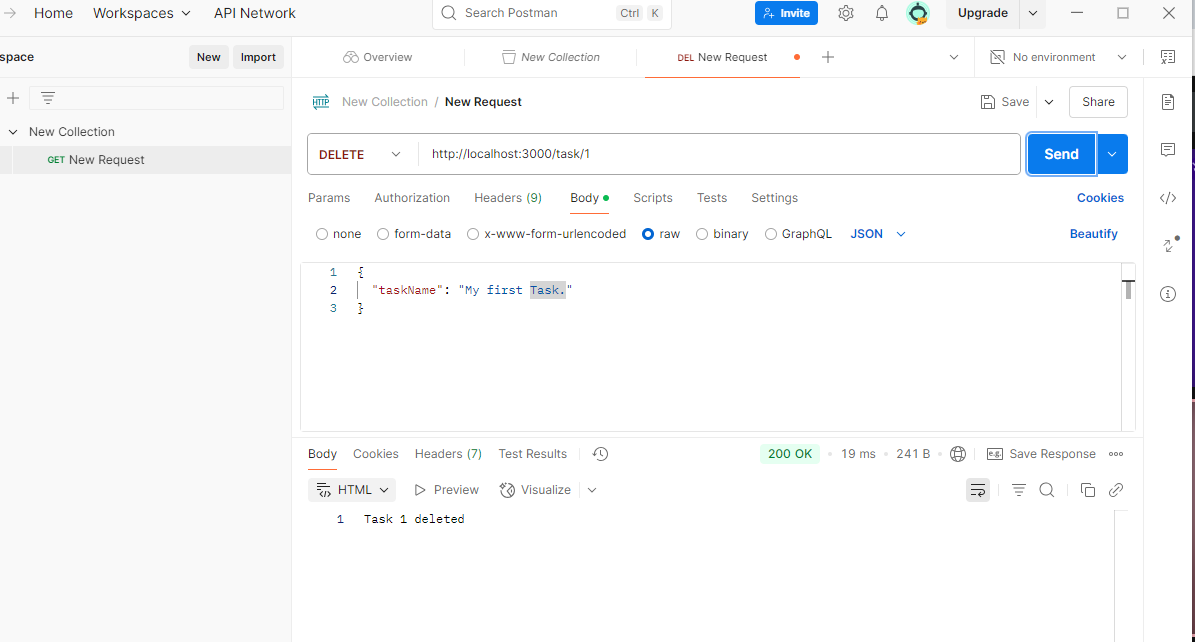 Home Workspaces API Network Search Postman Ctrl K Invite Upgrade
space New Import Overview New Collection DEL New Request No environment
HTTP New Collection / New Request Save Share
New Collection
GET New Request
DELETE http://localhost:3000/task/1 Send
Params Authorization Headers (9) Body Scripts Tests Settings Cookies
none form-data x-www-form-urlencoded raw binary GraphQL JSON Beautify
1 {
2 "taskName": "My first Task."
3 }
Body Cookies Headers (7) Test Results 200 OK 19 ms 241 B e.g. Save Response
HTML Preview Visualize
1 Task 1 deleted